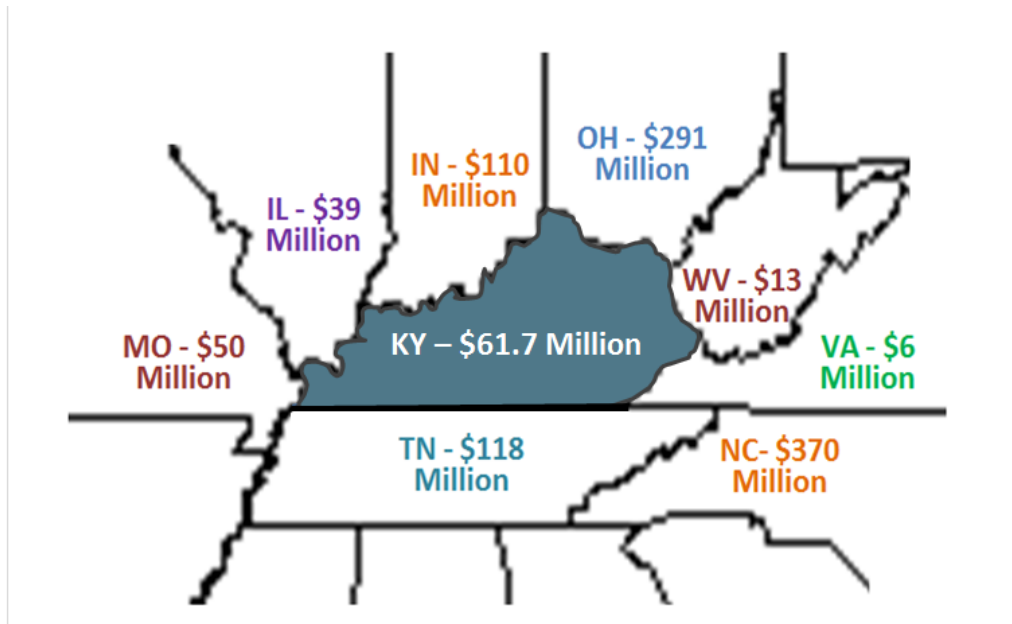 OH - $291
Million
IN - $110
Million
IL - $39
Million
WV - $13
Million
KY – $61.7 Million
MO - $50
Million
VA - $6
Million
TN - $118
Million
NC- $370
Million